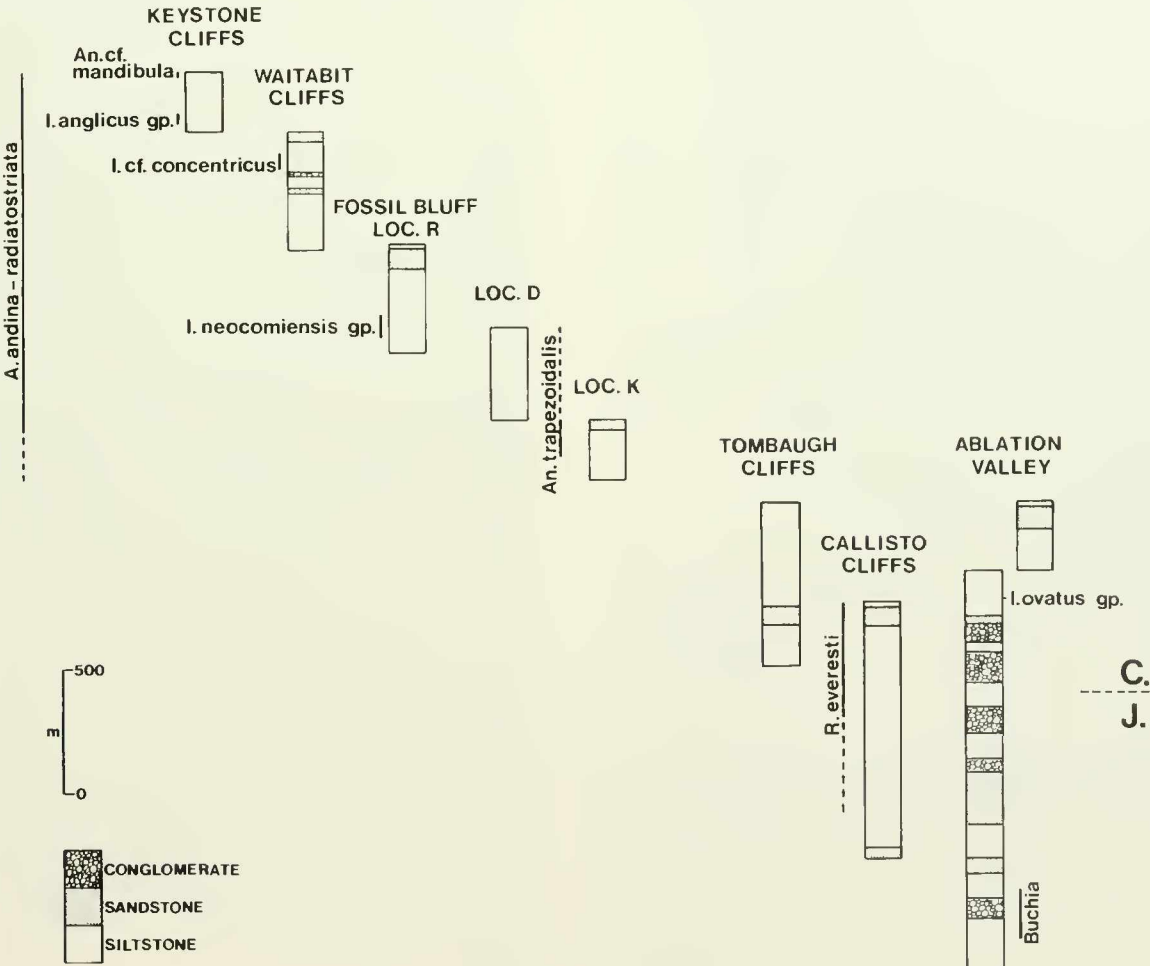 KEYSTONE
CLIFFS
An.cf.
mandibula
I.anglicus gp.
WAITABIT
CLIFFS
I.cf. concentricus
A.andina – radiatostriata
FOSSIL BLUFF
LOC. R
I. neocomiensis gp.
LOC. D
An.trapezoidalis
LOC. K
TOMBAUGH
CLIFFS
ABLATION
VALLEY
CALLISTO
CLIFFS
I.ovatus gp.
R. everesti
C.
J.
500
m
0
Buchia
CONGLOMERATE
SANDSTONE
SILTSTONE